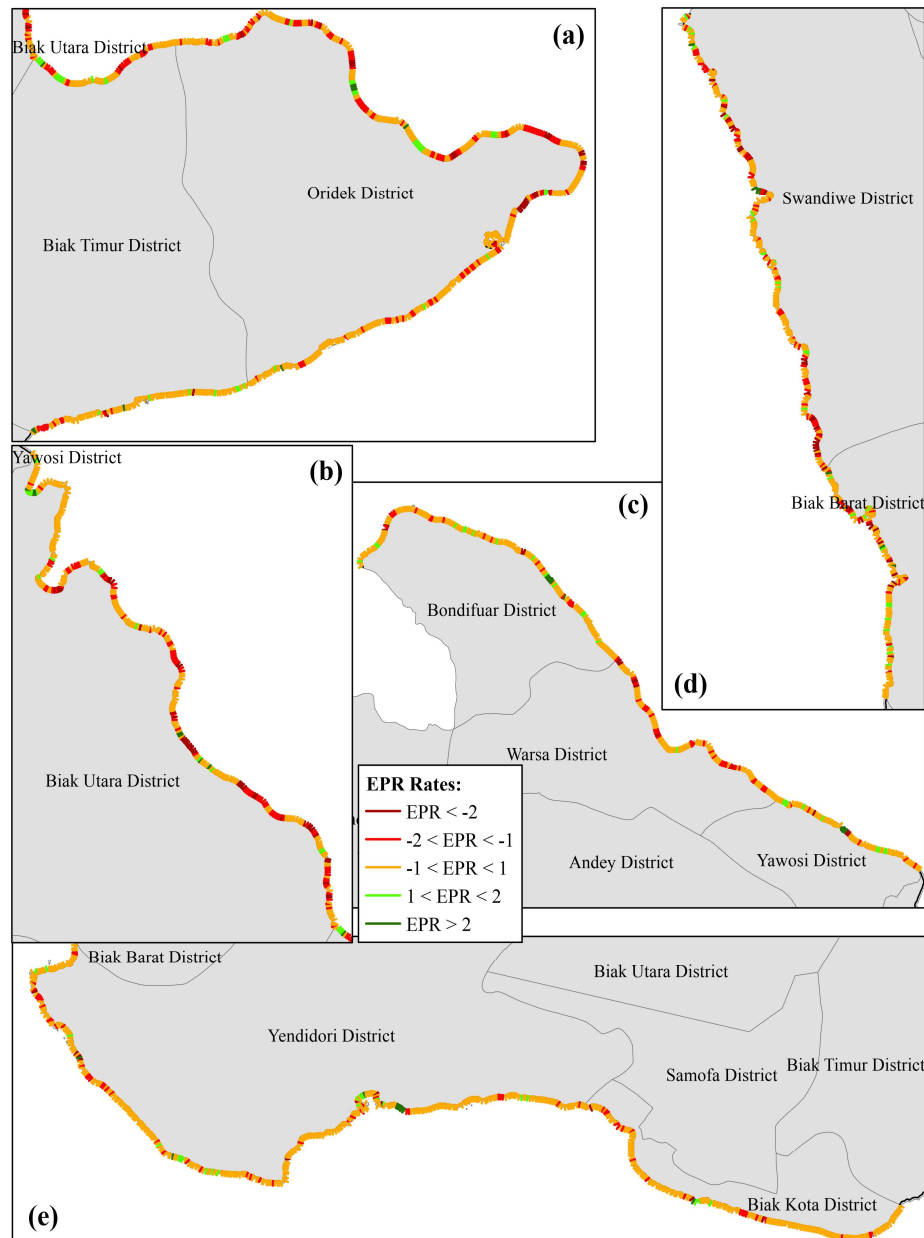 (a)
Biak Utara District
Oridek District
Biak Timur District
(b)
Yawosi District
Biak Utara District
(c)
Bondifuar District
Warsa District
Andey District
Yawosi District
(d)
Swandiwe District
Biak Barat District
EPR Rates:
EPR < -2
-2 < EPR < -1
-1 < EPR < 1
1 < EPR < 2
EPR > 2
(e)
Biak Barat District
Biak Utara District
Yendidori District
Samofa District
Biak Timur District
Biak Kota District